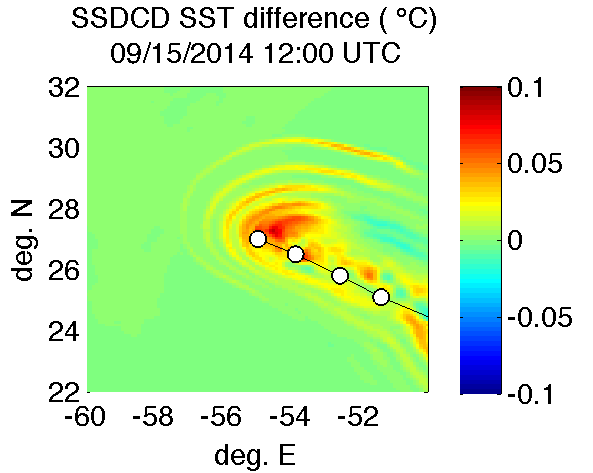 SSDCD SST difference ( °C)
09/15/2014 12:00 UTC
32
30
28
26
24
22
deg. N
-60 -58 -56 -54 -52
deg. E
0.1
0.05
0
-0.05
-0.1